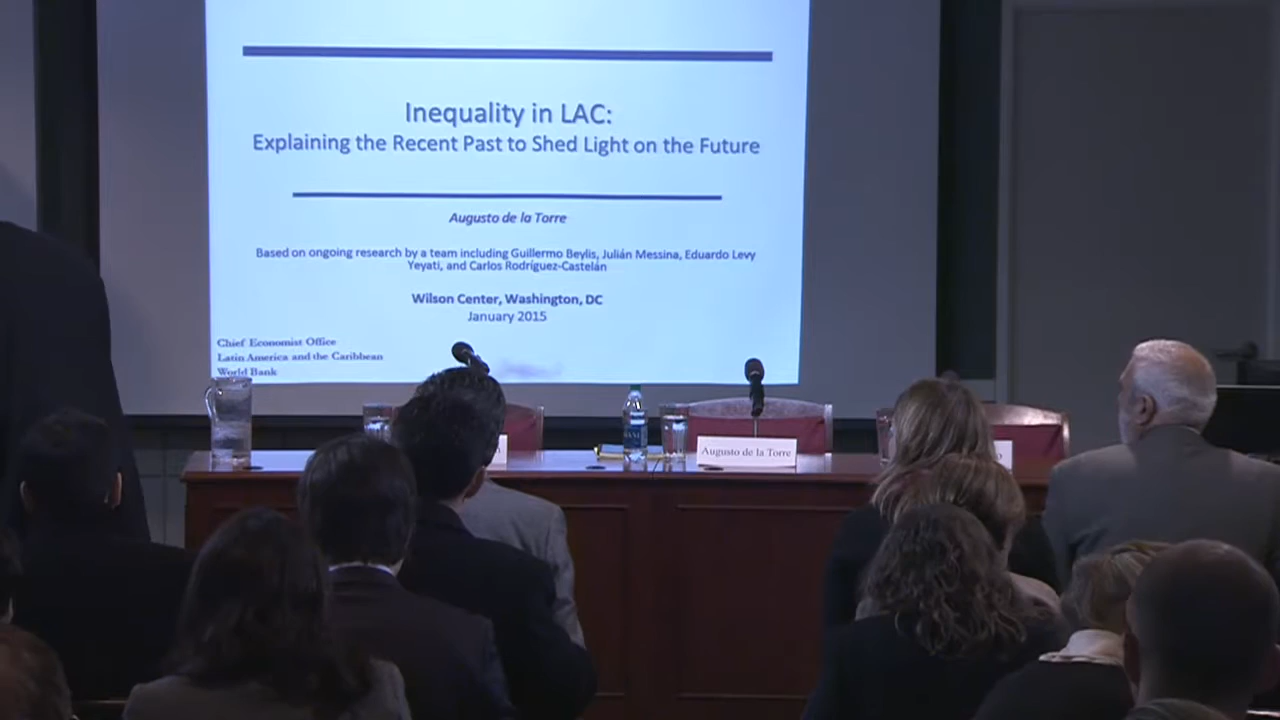 Inequality in LAC:
Explaining the Recent Past to Shed Light on the Future
Augusto de la Torre
Based on ongoing research by a team including Guillermo Beylis, Julián Messina, Eduardo Levy
Yeyati, and Carlos Rodríguez-Castelán
Wilson Center, Washington, DC
January 2015
Chief Economist Office
Latin America and the Caribbean
World Bank
Augusto de la Torre